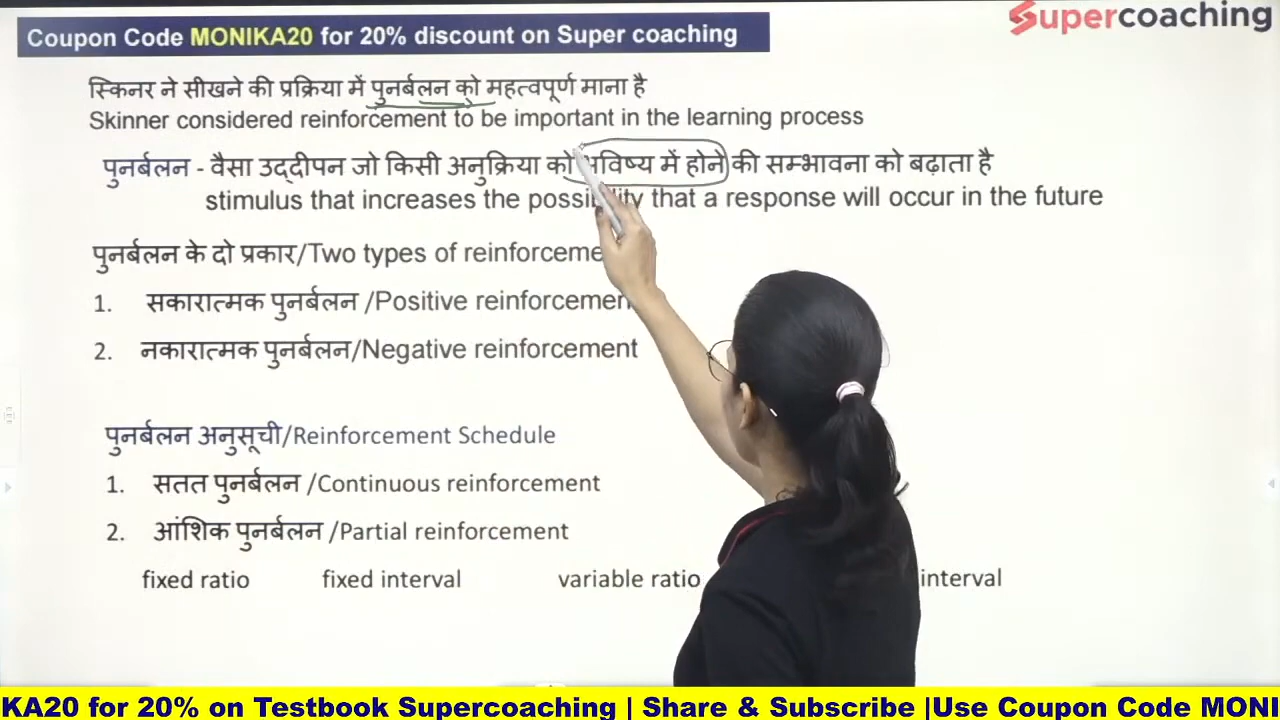 Coupon Code MONIKA20 for 20% discount on Super coaching
Supercoaching
स्किनर ने सीखने की प्रक्रिया में पुनर्बलन को महत्वपूर्ण माना है
Skinner considered reinforcement to be important in the learning process
पुनर्बलन - वैसा उद्दीपन जो किसी अनुक्रिया को भविष्य में होने की सम्भावना को बढ़ाता है
stimulus that increases the possibility that a response will occur in the future
पुनर्बलन के दो प्रकार/Two types of reinforceme
1. सकारात्मक पुनर्बलन /Positive reinforcemen
2. नकारात्मक पुनर्बलन/Negative reinforcement
पुनर्बलन अनुसूची/Reinforcement Schedule
1. सतत पुनर्बलन /Continuous reinforcement
2. आंशिक पुनर्बलन /Partial reinforcement
fixed ratio fixed interval variable ratio interval
KA20 for 20% on Testbook Supercoaching | Share & Subscribe |Use Coupon Code MONI